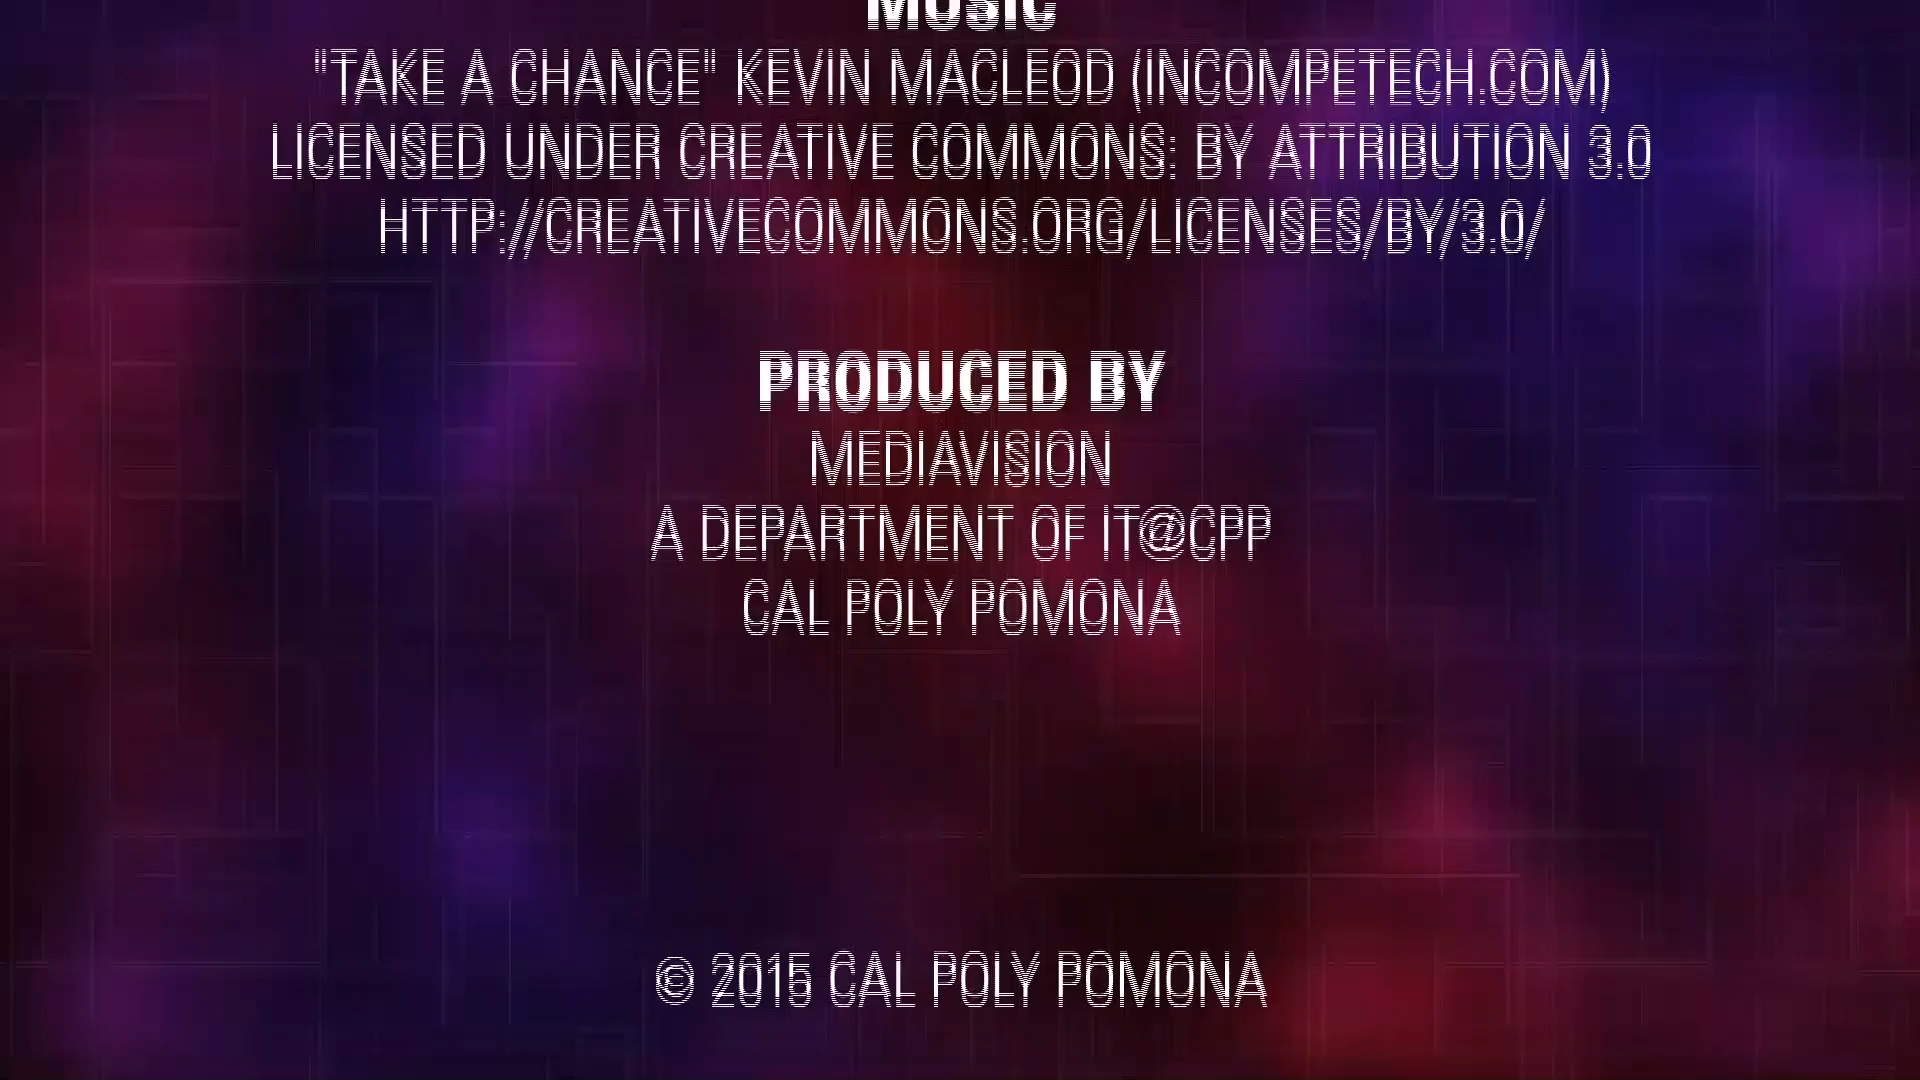 MUSIC
"TAKE A CHANCE" KEVIN MACLEOD (INCOMPETECH.COM)
LICENSED UNDER CREATIVE COMMONS: BY ATTRIBUTION 3.0
HTTP://CREATIVECOMMONS.ORG/LICENSES/BY/3.0/
PRODUCED BY
MEDIAVISION
A DEPARTMENT OF IT@CPP
CAL POLY POMONA
© 2015 CAL POLY POMONA